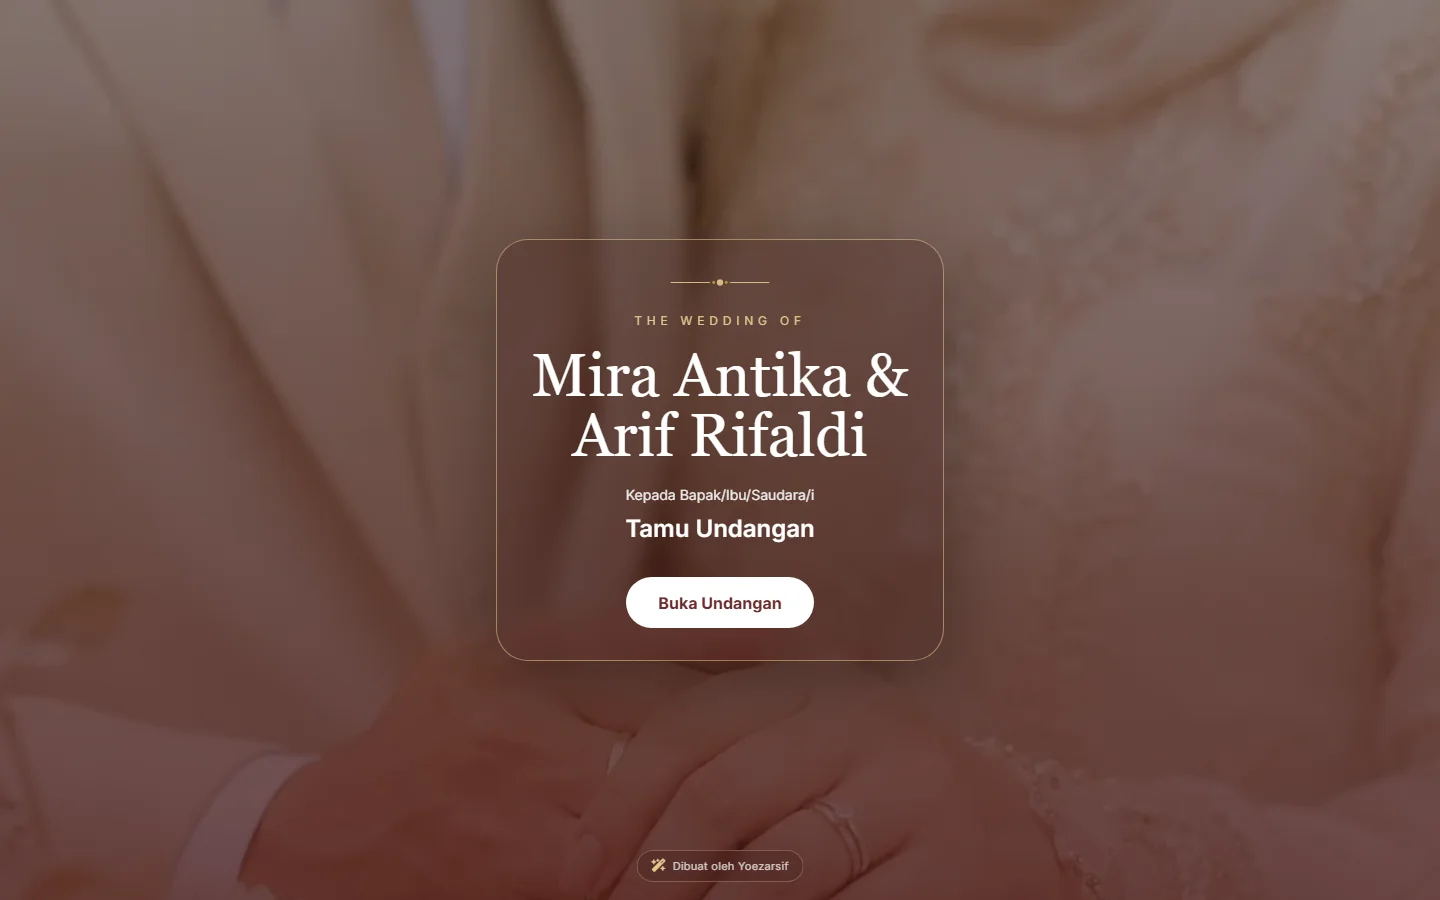 THE WEDDING OF
Mira Antika &
Arif Rifaldi
Kepada Bapak/Ibu/Saudara/i
Tamu Undangan
Buka Undangan
Dibuat oleh Yoezarsif